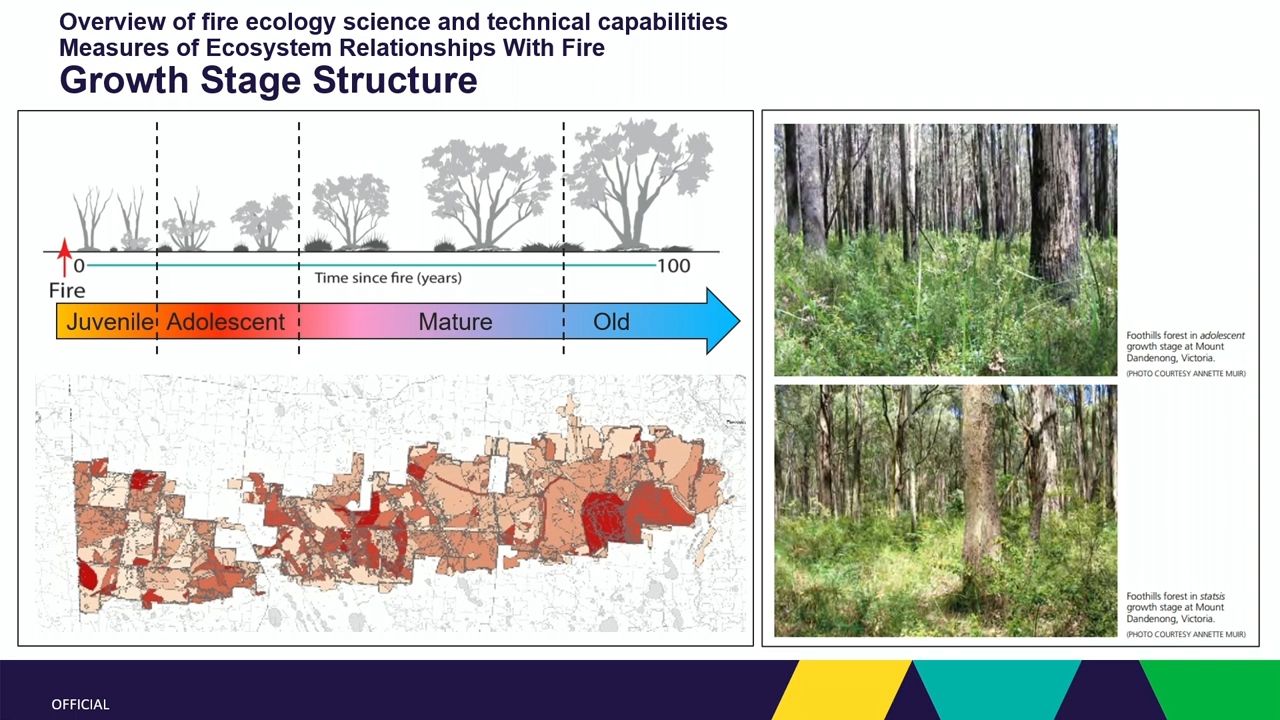 Overview of fire ecology science and technical capabilities
Measures of Ecosystem Relationships With Fire
Growth Stage Structure
0
Time since fire (years)
100
Fire
Juvenile
Adolescent
Mature
Old
Foothills forest in adolescent
growth stage at Mount
Dandenong, Victoria.
(PHOTO COURTESY ANNETTE MUIR)
Foothills forest in statsis
growth stage at Mount
Dandenong, Victoria.
(PHOTO COURTESY ANNETTE MUIR)
OFFICIAL